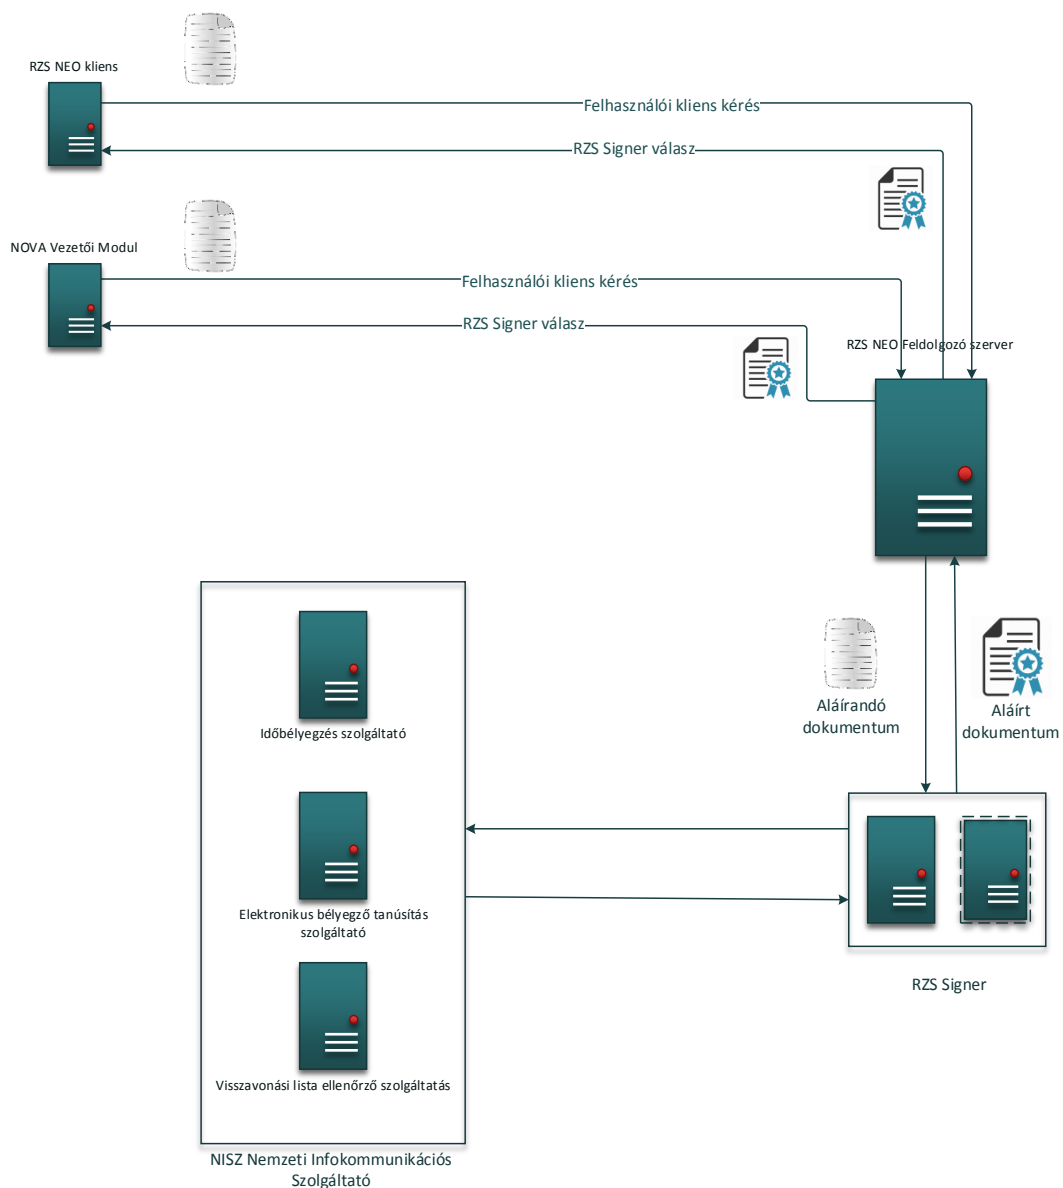 RZS NEO kliens
Felhasználói kliens kérés
RZS Signer válasz
NOVA Vezetői Modul
Felhasználói kliens kérés
RZS Signer válasz
RZS NEO Feldolgozó szerver
Aláírandó
dokumentum
Aláírt
dokumentum
Időbélyegzés szolgáltató
Elektronikus bélyegző tanúsítás
szolgáltató
Visszavonási lista ellenőrző szolgáltatás
RZS Signer
NISZ Nemzeti Infokommunikációs
Szolgáltató